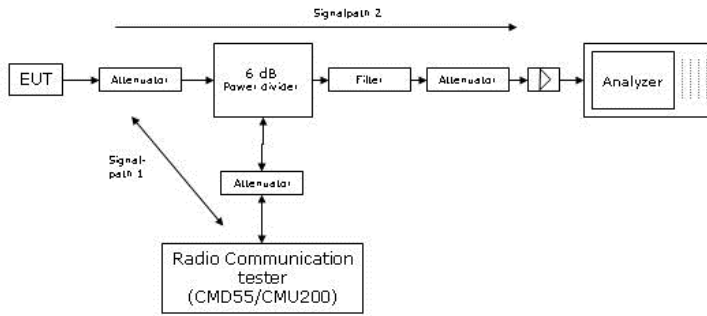 Signalpath 2
EUT
Attenuator
6 dB
Power divider
Filter
Attenuator
Analyzer
Signal-
path 1
Attenuator
Radio Communication
tester
(CMD55/CMU200)